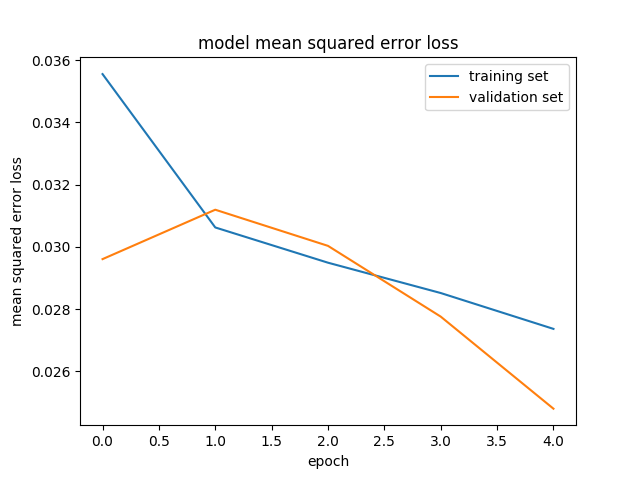 model mean squared error loss
training set
validation set
mean squared error loss
0.036
0.034
0.032
0.030
0.028
0.026
0.0 0.5 1.0 1.5 2.0 2.5 3.0 3.5 4.0
epoch